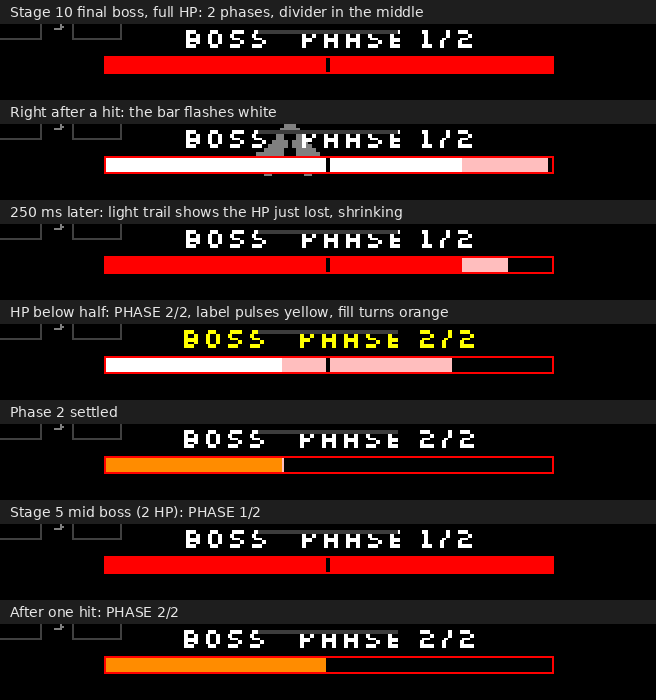 Stage 10 final boss, full HP: 2 phases, divider in the middle
BOSS PHASE 1/2
Right after a hit: the bar flashes white
BOSS PHASE 1/2
250 ms later: light trail shows the HP just lost, shrinking
BOSS PHASE 1/2
HP below half: PHASE 2/2, label pulses yellow, fill turns orange
BOSS PHASE 2/2
Phase 2 settled
BOSS PHASE 2/2
Stage 5 mid boss (2 HP): PHASE 1/2
BOSS PHASE 1/2
After one hit: PHASE 2/2
BOSS PHASE 2/2